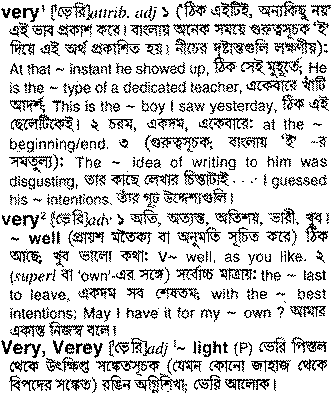 very¹ [ভেরি] attrib. adj ১ ('ঠিক এইটিই, অন্যকিছু নয়'
এই ভাব প্রকাশ করে। বাংলায় অনেক সময়ে গুরুত্বসূচক 'ই'
দিয়ে এই অর্থ প্রকাশিত হয়। নীচের দৃষ্টান্তগুলি লক্ষণীয়):
At that ~ instant he showed up, ঠিক সেই মুহূর্তে; He
is the ~ type of a dedicated teacher, একেবারে খাঁটি
আদর্শ, This is the ~ boy I saw yesterday, ঠিক এই
ছেলেটিকেই। ২ চরম, একদম, একেবারে: at the ~
beginning/end. ৩ (গুরুত্বসূচক; বাংলায় 'ই' -র
সমতুল্য): The ~ idea of writing to him was
disgusting, তার কাছে লেখার চিন্তাটাই ··· I guessed
his ~ intentions, তাঁর গূঢ় উদ্দেশ্যগুলি।
very² [ভেরি] adv ১ অতি, অত্যন্ত, অতিশয়, ভারী, খুব।
~ well (প্রায়শ মতৈক্য বা অনুমতি সূচিত করে) ঠিক
আছে, খুব ভালো কথা: V~ well, as you like. ২
(superl বা 'own'-এর সঙ্গে) সর্বোচ্চ মাত্রায়: the ~ last
to leave, একদম সব শেষতম; with the ~ best
intentions; May I have it for my ~ own ? আমার
একান্ত নিজস্ব বলে।
Very, Verey [ভেরি] adj ~ light (P) ভেরি পিস্তল
থেকে উৎক্ষিপ্ত সঙ্কেতসূচক (যেমন কোনো জাহাজ থেকে
বিপদের সঙ্কেত) রঙিন অগ্নিশিখা; ভেরি আলোক।